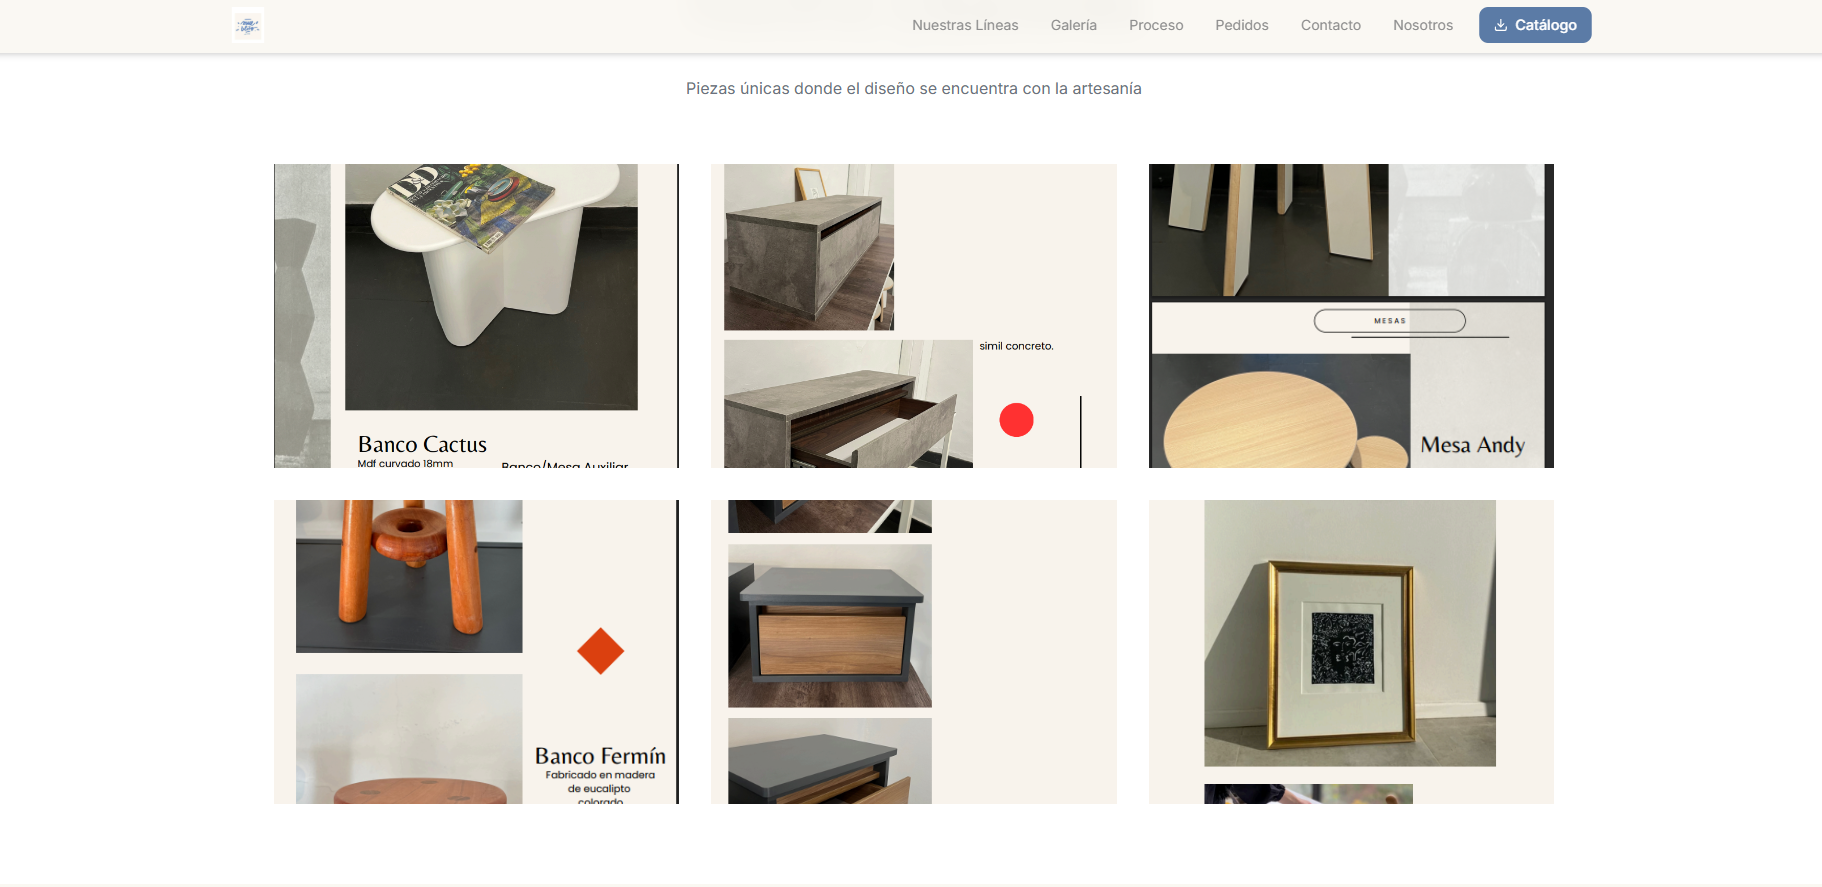 Nuestras Líneas
Galería
Proceso
Pedidos
Contacto
Nosotros
Catálogo
Piezas únicas donde el diseño se encuentra con la artesanía
D&D
Banco Cactus
Mdf curvado 18mm
Banco/Mesa Auxiliar
simil concreto.
MESAS
Mesa Andy
Banco Fermín
Fabricado en madera
de eucalipto
colorado